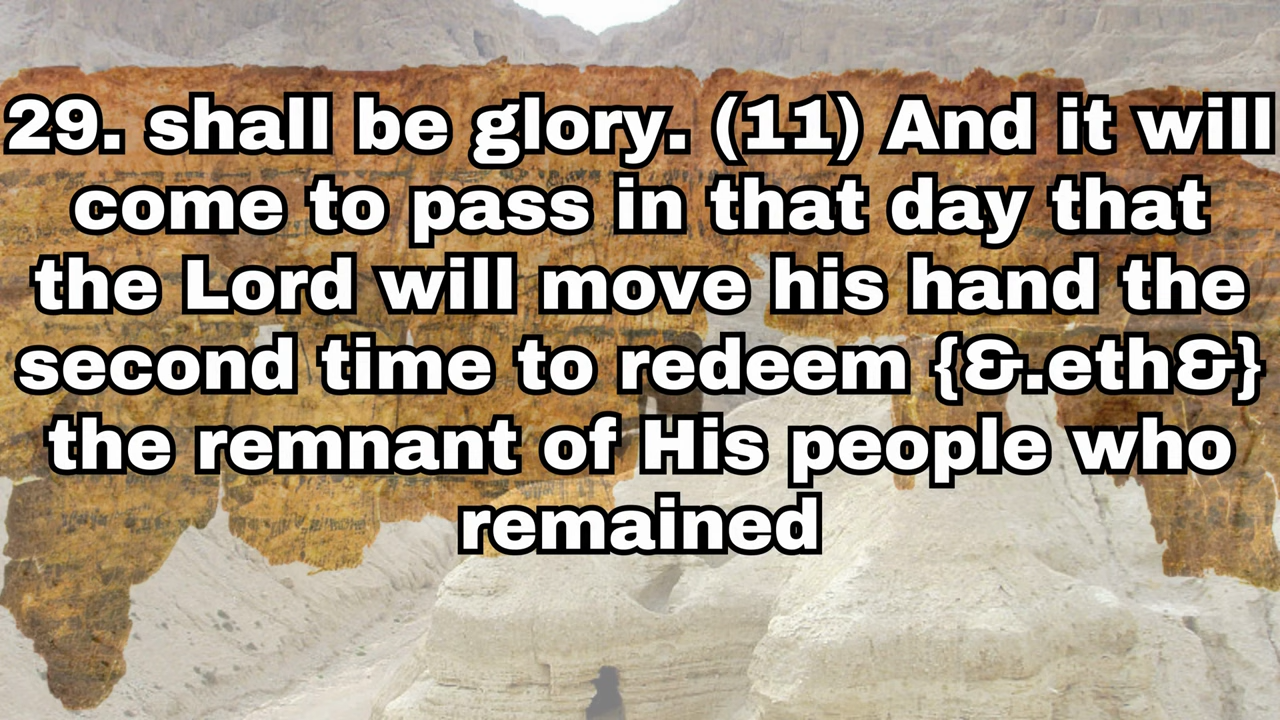 29. shall be glory. (11) And it will
come to pass in that day that
the Lord will move his hand the
second time to redeem {&.eth&}
the remnant of His people who
remained